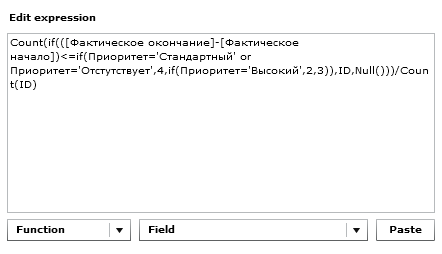 Edit expression
Count(if(([Фактическое окончание]-[Фактическое
начало])<=if(Приоритет='Стандартный' or
Приоритет='Отстутствует',4,if(Приоритет='Высокий',2,3)),ID,Null()))/Coun
t(ID)
Function
Field
Paste